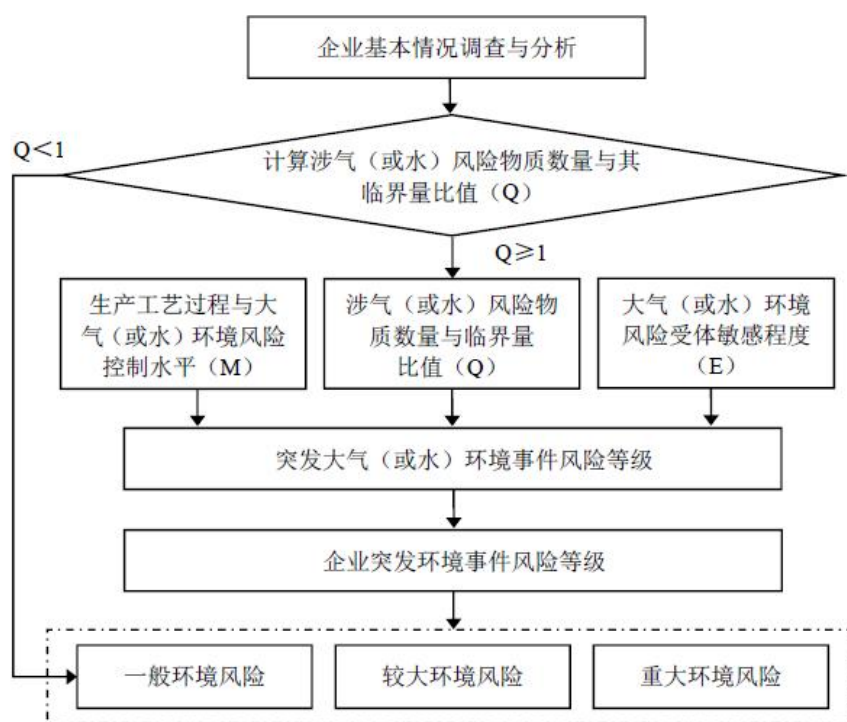 企业基本情况调查与分析
Q＜1
计算涉气（或水）风险物质数量与其
临界量比值（Q）
Q≥1
生产工艺过程与大
气（或水）环境风险
控制水平（M）
涉气（或水）风险物
质数量与临界量
比值（Q）
大气（或水）环境
风险受体敏感程度
（E）
突发大气（或水）环境事件风险等级
企业突发环境事件风险等级
一般环境风险
较大环境风险
重大环境风险